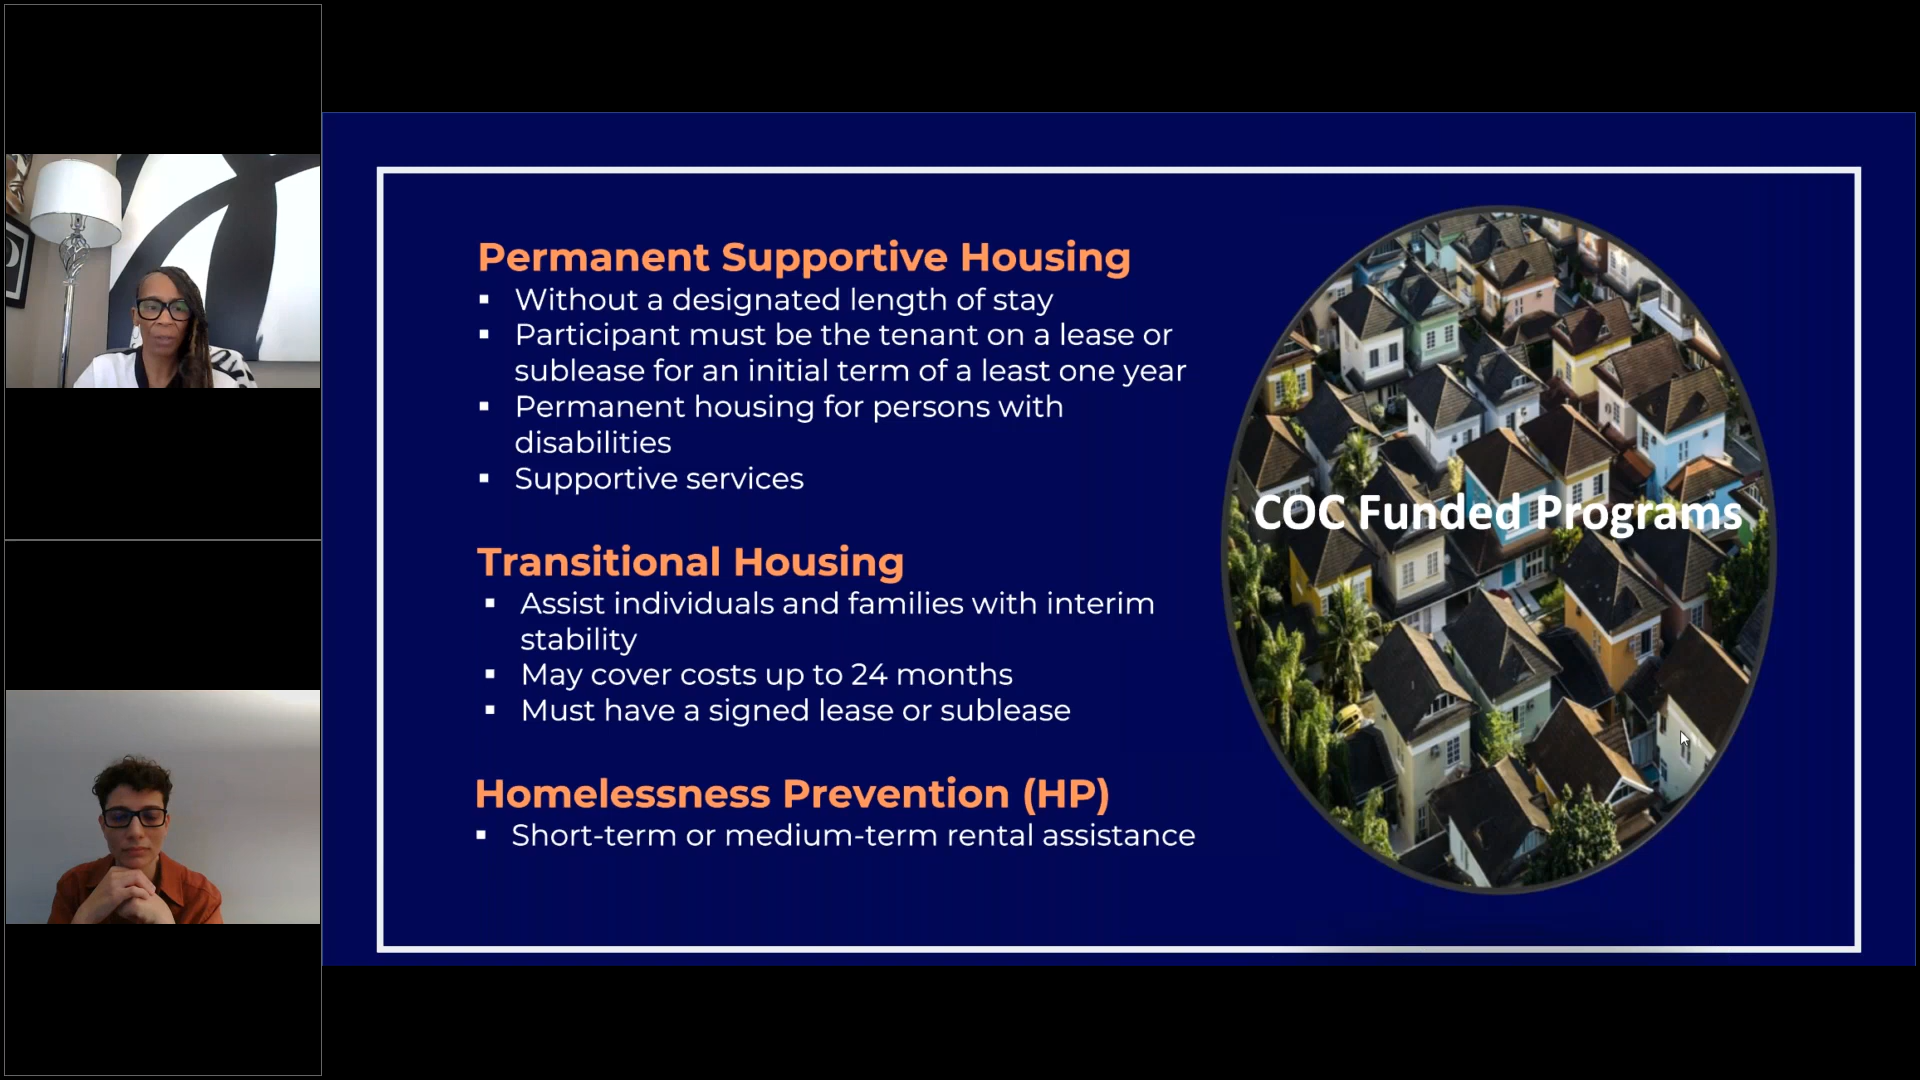 Permanent Supportive Housing
▪ Without a designated length of stay
▪ Participant must be the tenant on a lease or
sublease for an initial term of a least one year
▪ Permanent housing for persons with
disabilities
▪ Supportive services
Transitional Housing
▪ Assist individuals and families with interim
stability
▪ May cover costs up to 24 months
▪ Must have a signed lease or sublease
Homelessness Prevention (HP)
▪ Short-term or medium-term rental assistance
COC Funded Programs